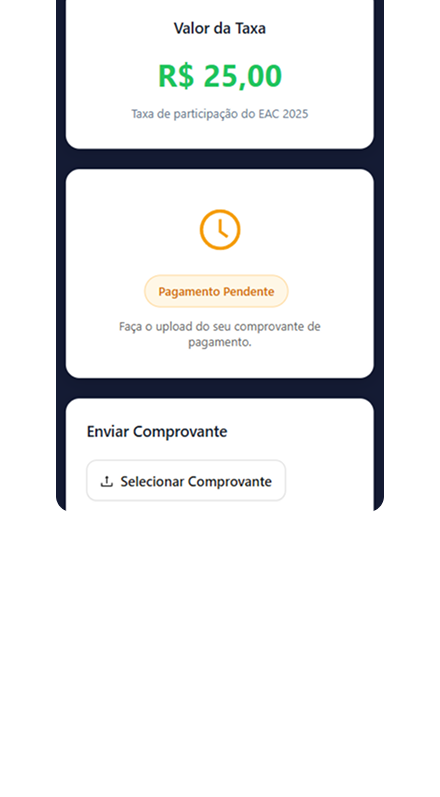 Valor da Taxa
R$ 25,00
Taxa de participação do EAC 2025
Pagamento Pendente
Faça o upload do seu comprovante de
pagamento.
Enviar Comprovante
Selecionar Comprovante